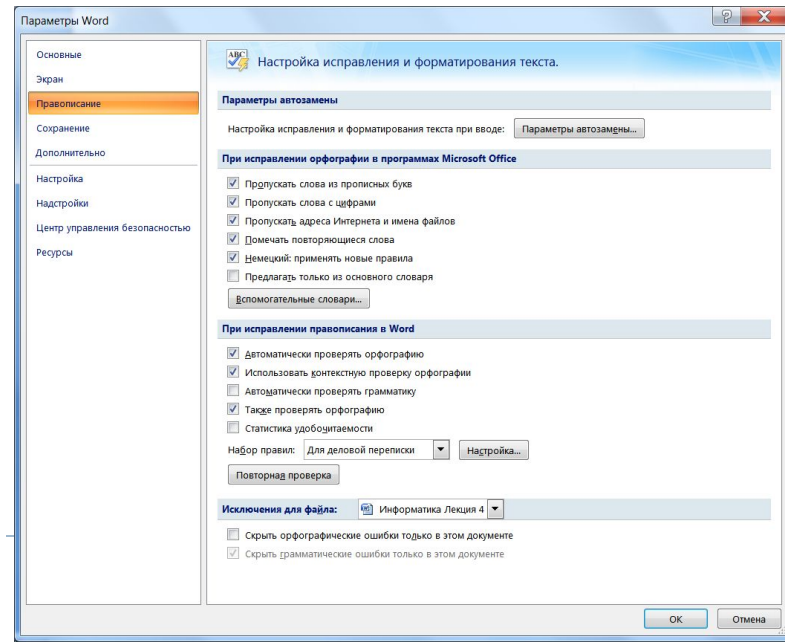 Параметры Word
Основные
Экран
Правописание
Сохранение
Дополнительно
Настройка
Надстройки
Центр управления безопасностью
Ресурсы
ABC
Настройка исправления и форматирования текста.
Параметры автозамены
Настройка исправления и форматирования текста при вводе: Параметры автозамены...
При исправлении орфографии в программах Microsoft Office
Пропускать слова из прописных букв
Пропускать слова с цифрами
Пропускать адреса Интернета и имена файлов
Помечать повторяющиеся слова
Немецкий: применять новые правила
Предлагать только из основного словаря
Вспомогательные словари...
При исправлении правописания в Word
Автоматически проверять орфографию
Использовать контекстную проверку орфографии
Автоматически проверять грамматику
Также проверять орфографию
Статистика удобочитаемости
Набор правил: Для деловой переписки Настройка...
Повторная проверка
Исключения для файла: Информатика Лекция 4
Скрыть орфографические ошибки только в этом документе
Скрыть грамматические ошибки только в этом документе
ОК Отмена